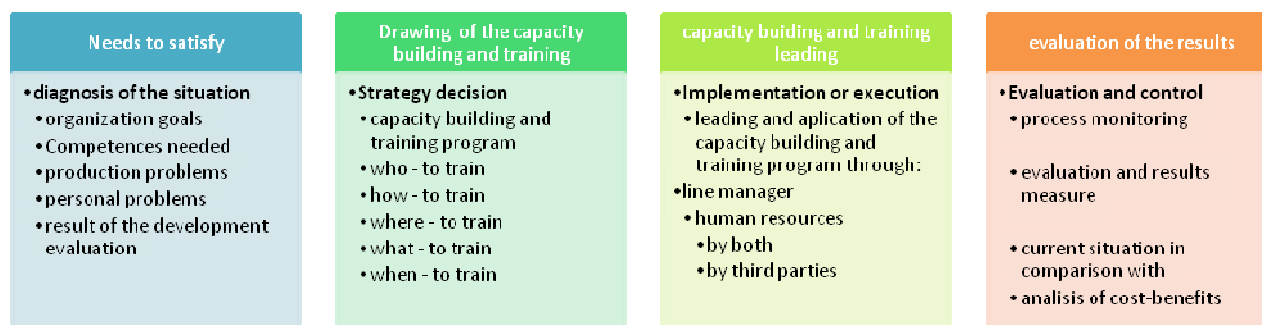 Needs to satisfy
•diagnosis of the situation
•organization goals
•Competences needed
•production problems
•personal problems
•result of the development
evaluation
Drawing of the capacity
building and training
•Strategy decision
•capacity building and
training program
•who - to train
•how - to train
•where - to train
•what - to train
•when - to train
capacity buiding and training
leading
•Implementation or execution
•leading and aplication of the
capacity building and
training program through:
•line manager
•human resources
•by both
•by third parties
evaluation of the results
•Evaluation and control
•process monitoring
•evaluation and results
measure
•current situation in
comparison with
•analisis of cost-benefits